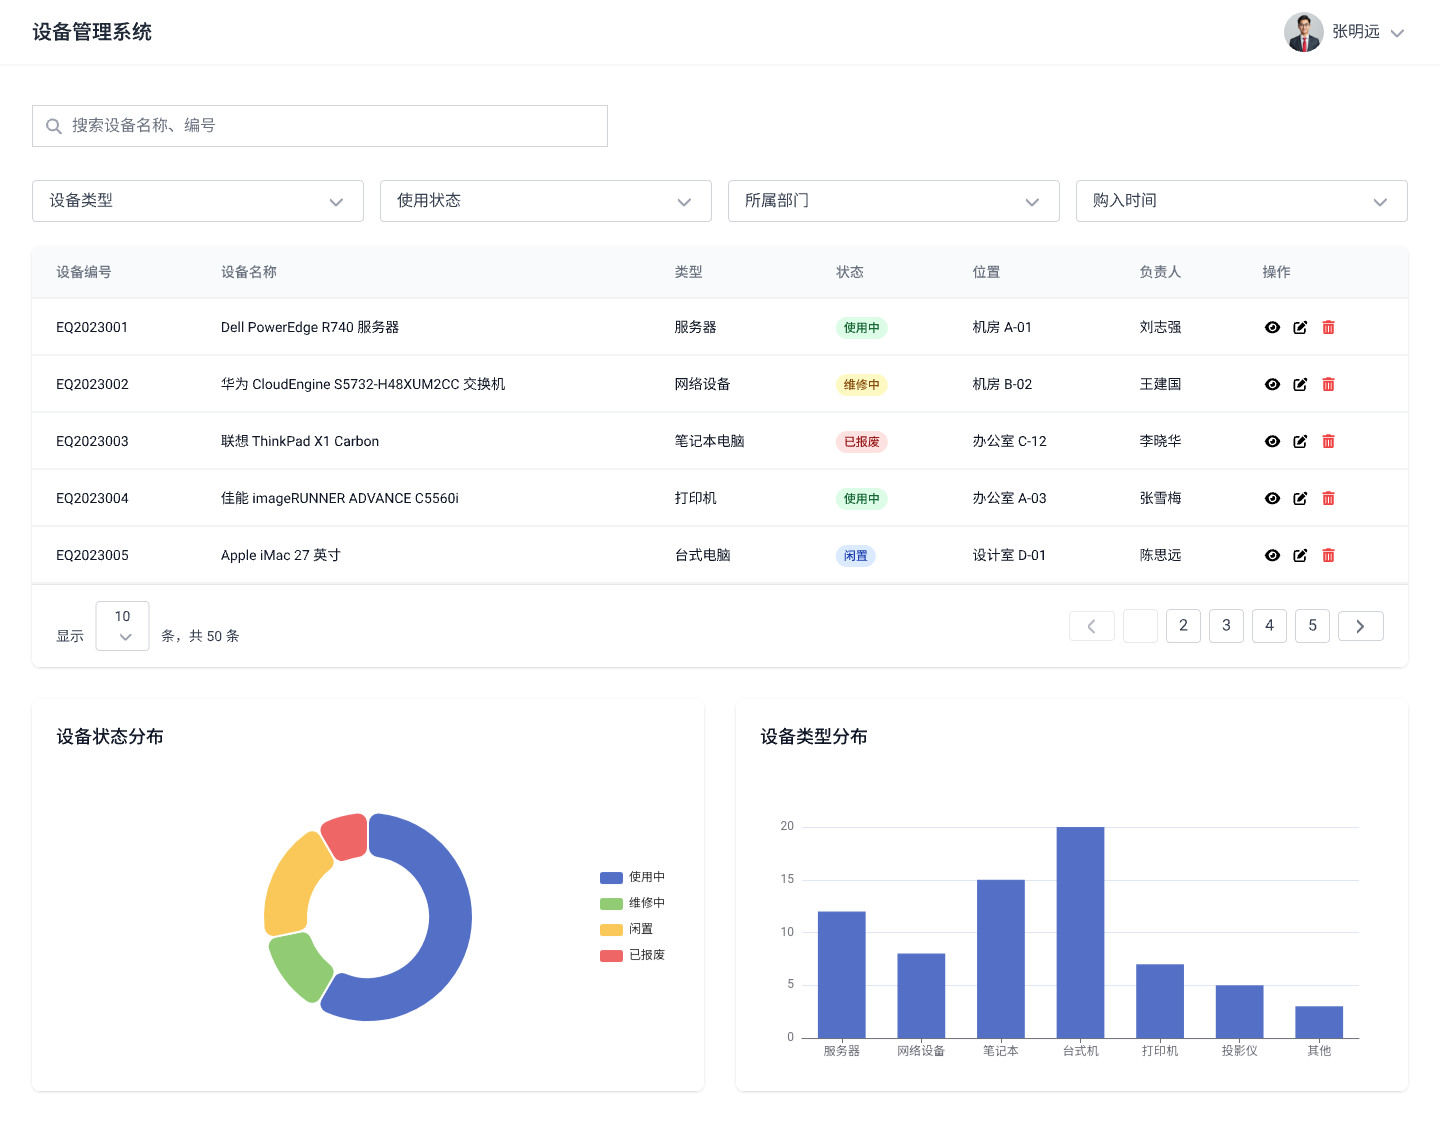 设备管理系统
张明远
搜索设备名称、编号
设备类型
使用状态
所属部门
购入时间
设备编号 设备名称 类型 状态 位置 负责人 操作
EQ2023001 Dell PowerEdge R740 服务器 服务器 使用中 机房 A-01 刘志强
EQ2023002 华为 CloudEngine S5732-H48XUM2CC 交换机 网络设备 维修中 机房 B-02 王建国
EQ2023003 联想 ThinkPad X1 Carbon 笔记本电脑 已报废 办公室 C-12 李晓华
EQ2023004 佳能 imageRUNNER ADVANCE C5560i 打印机 使用中 办公室 A-03 张雪梅
EQ2023005 Apple iMac 27 英寸 台式电脑 闲置 设计室 D-01 陈思远
显示 10 条，共 50 条
2 3 4 5
设备状态分布
使用中
维修中
闲置
已报废
设备类型分布
20
15
10
5
0
服务器 网络设备 笔记本 台式机 打印机 投影仪 其他